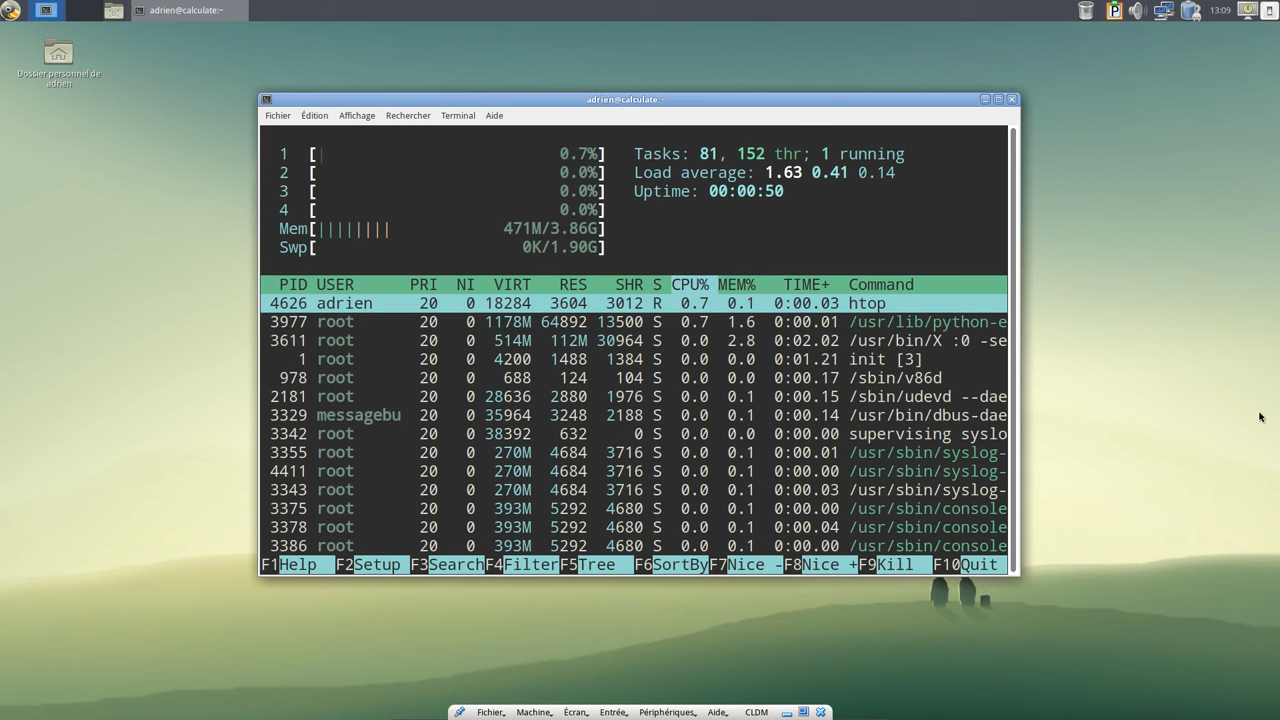 adrien@calculate:~
13:09
Dossier personnel de
adrien
adrien@calculate:~
Fichier Édition Affichage Rechercher Terminal Aide
1 [| 0.7%] Tasks: 81, 152 thr; 1 running
2 [ 0.0%] Load average: 1.63 0.41 0.14
3 [ 0.0%] Uptime: 00:00:50
4 [ 0.0%]
Mem[|||||||| 471M/3.86G]
Swp[ 0K/1.90G]
PID USER PRI NI VIRT RES SHR S CPU% MEM% TIME+ Command
4626 adrien 20 0 18284 3604 3012 R 0.7 0.1 0:00.03 htop
3977 root 20 0 1178M 64892 13500 S 0.7 1.6 0:00.01 /usr/lib/python-e
3611 root 20 0 514M 112M 30964 S 0.0 2.8 0:02.02 /usr/bin/X :0 -se
1 root 20 0 4200 1488 1384 S 0.0 0.0 0:01.21 init [3]
978 root 20 0 688 124 104 S 0.0 0.0 0:00.17 /sbin/v86d
2181 root 20 0 28636 2880 1976 S 0.0 0.1 0:00.15 /sbin/udevd --dae
3329 messagebu 20 0 35964 3248 2188 S 0.0 0.1 0:00.14 /usr/bin/dbus-dae
3342 root 20 0 38392 632 0 S 0.0 0.0 0:00.00 supervising syslo
3355 root 20 0 270M 4684 3716 S 0.0 0.1 0:00.01 /usr/sbin/syslog-
4411 root 20 0 270M 4684 3716 S 0.0 0.1 0:00.00 /usr/sbin/syslog-
3343 root 20 0 270M 4684 3716 S 0.0 0.1 0:00.03 /usr/sbin/syslog-
3375 root 20 0 393M 5292 4680 S 0.0 0.1 0:00.00 /usr/sbin/console
3378 root 20 0 393M 5292 4680 S 0.0 0.1 0:00.04 /usr/sbin/console
3386 root 20 0 393M 5292 4680 S 0.0 0.1 0:00.00 /usr/sbin/console
F1Help F2Setup F3SearchF4FilterF5Tree F6SortByF7Nice -F8Nice +F9Kill F10Quit
Fichier Machine Écran Entrée Périphériques Aide CLDM